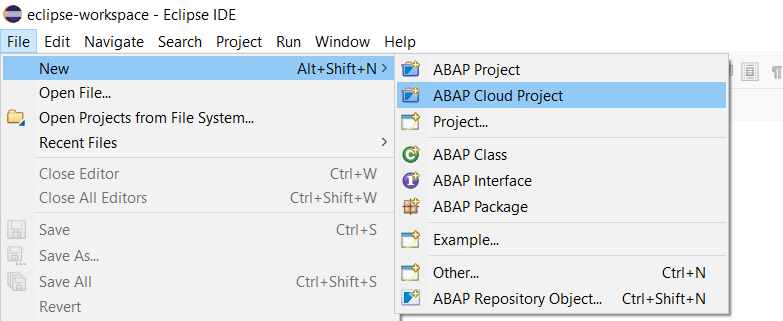 eclipse-workspace - Eclipse IDE
File Edit Navigate Search Project Run Window Help
New Alt+Shift+N
Open File...
Open Projects from File System...
Recent Files
Close Editor Ctrl+W
Close All Editors Ctrl+Shift+W
Save Ctrl+S
Save As...
Save All Ctrl+Shift+S
Revert
ABAP Project
ABAP Cloud Project
Project...
ABAP Class
ABAP Interface
ABAP Package
Example...
Other... Ctrl+N
ABAP Repository Object... Ctrl+Shift+N